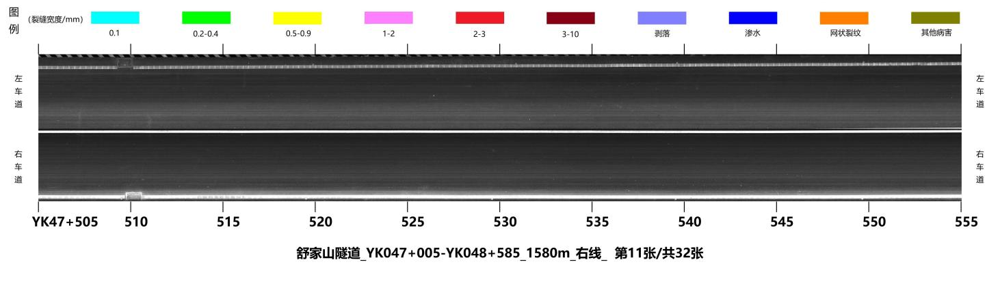 图例
(裂缝宽度/mm)
0.1 0.2-0.4 0.5-0.9 1-2 2-3 3-10 剥落 渗水 网状裂纹 其他病害
左车道
左车道
右车道
右车道
YK47+505 510 515 520 525 530 535 540 545 550 555
舒家山隧道_YK047+005-YK048+585_1580m_右线_ 第11张/共32张